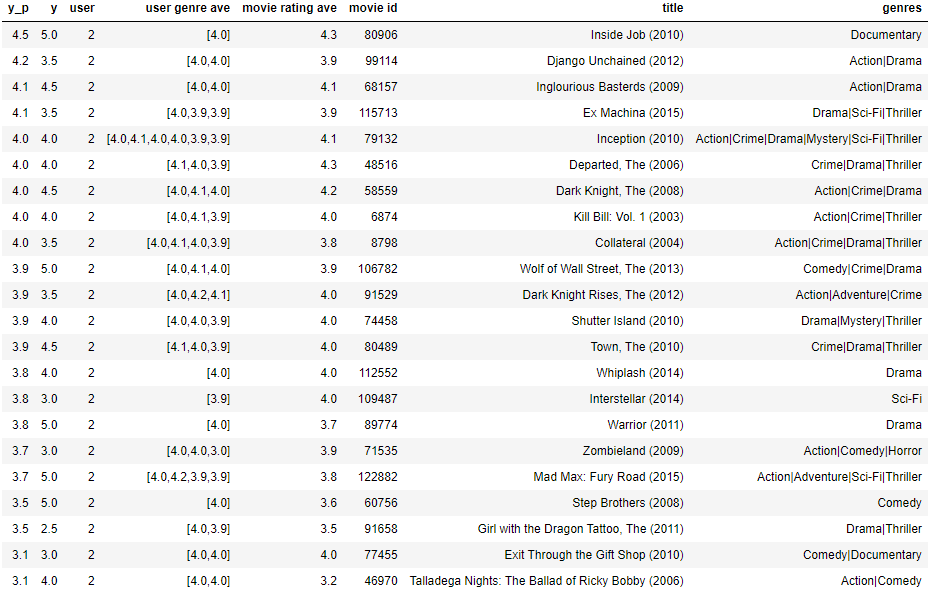 y_p y user user genre ave movie rating ave movie id title genres
4.5 5.0 2 [4.0] 4.3 80906 Inside Job (2010) Documentary
4.2 3.5 2 [4.0,4.0] 3.9 99114 Django Unchained (2012) Action|Drama
4.1 4.5 2 [4.0,4.0] 4.1 68157 Inglourious Basterds (2009) Action|Drama
4.1 3.5 2 [4.0,3.9,3.9] 3.9 115713 Ex Machina (2015) Drama|Sci-Fi|Thriller
4.0 4.0 2 [4.0,4.1,4.0,4.0,3.9,3.9] 4.1 79132 Inception (2010) Action|Crime|Drama|Mystery|Sci-Fi|Thriller
4.0 4.0 2 [4.1,4.0,3.9] 4.3 48516 Departed, The (2006) Crime|Drama|Thriller
4.0 4.5 2 [4.0,4.1,4.0] 4.2 58559 Dark Knight, The (2008) Action|Crime|Drama
4.0 4.0 2 [4.0,4.1,3.9] 4.0 6874 Kill Bill: Vol. 1 (2003) Action|Crime|Thriller
4.0 3.5 2 [4.0,4.1,4.0,3.9] 3.8 8798 Collateral (2004) Action|Crime|Drama|Thriller
3.9 5.0 2 [4.0,4.1,4.0] 3.9 106782 Wolf of Wall Street, The (2013) Comedy|Crime|Drama
3.9 3.5 2 [4.0,4.2,4.1] 4.0 91529 Dark Knight Rises, The (2012) Action|Adventure|Crime
3.9 4.0 2 [4.0,4.0,3.9] 4.0 74458 Shutter Island (2010) Drama|Mystery|Thriller
3.9 4.5 2 [4.1,4.0,3.9] 4.0 80489 Town, The (2010) Crime|Drama|Thriller
3.8 4.0 2 [4.0] 4.0 112552 Whiplash (2014) Drama
3.8 3.0 2 [3.9] 4.0 109487 Interstellar (2014) Sci-Fi
3.8 5.0 2 [4.0] 3.7 89774 Warrior (2011) Drama
3.7 3.0 2 [4.0,4.0,3.0] 3.9 71535 Zombieland (2009) Action|Comedy|Horror
3.7 5.0 2 [4.0,4.2,3.9,3.9] 3.8 122882 Mad Max: Fury Road (2015) Action|Adventure|Sci-Fi|Thriller
3.5 5.0 2 [4.0] 3.6 60756 Step Brothers (2008) Comedy
3.5 2.5 2 [4.0,3.9] 3.5 91658 Girl with the Dragon Tattoo, The (2011) Drama|Thriller
3.1 3.0 2 [4.0,4.0] 4.0 77455 Exit Through the Gift Shop (2010) Comedy|Documentary
3.1 4.0 2 [4.0,4.0] 3.2 46970 Talladega Nights: The Ballad of Ricky Bobby (2006) Action|Comedy